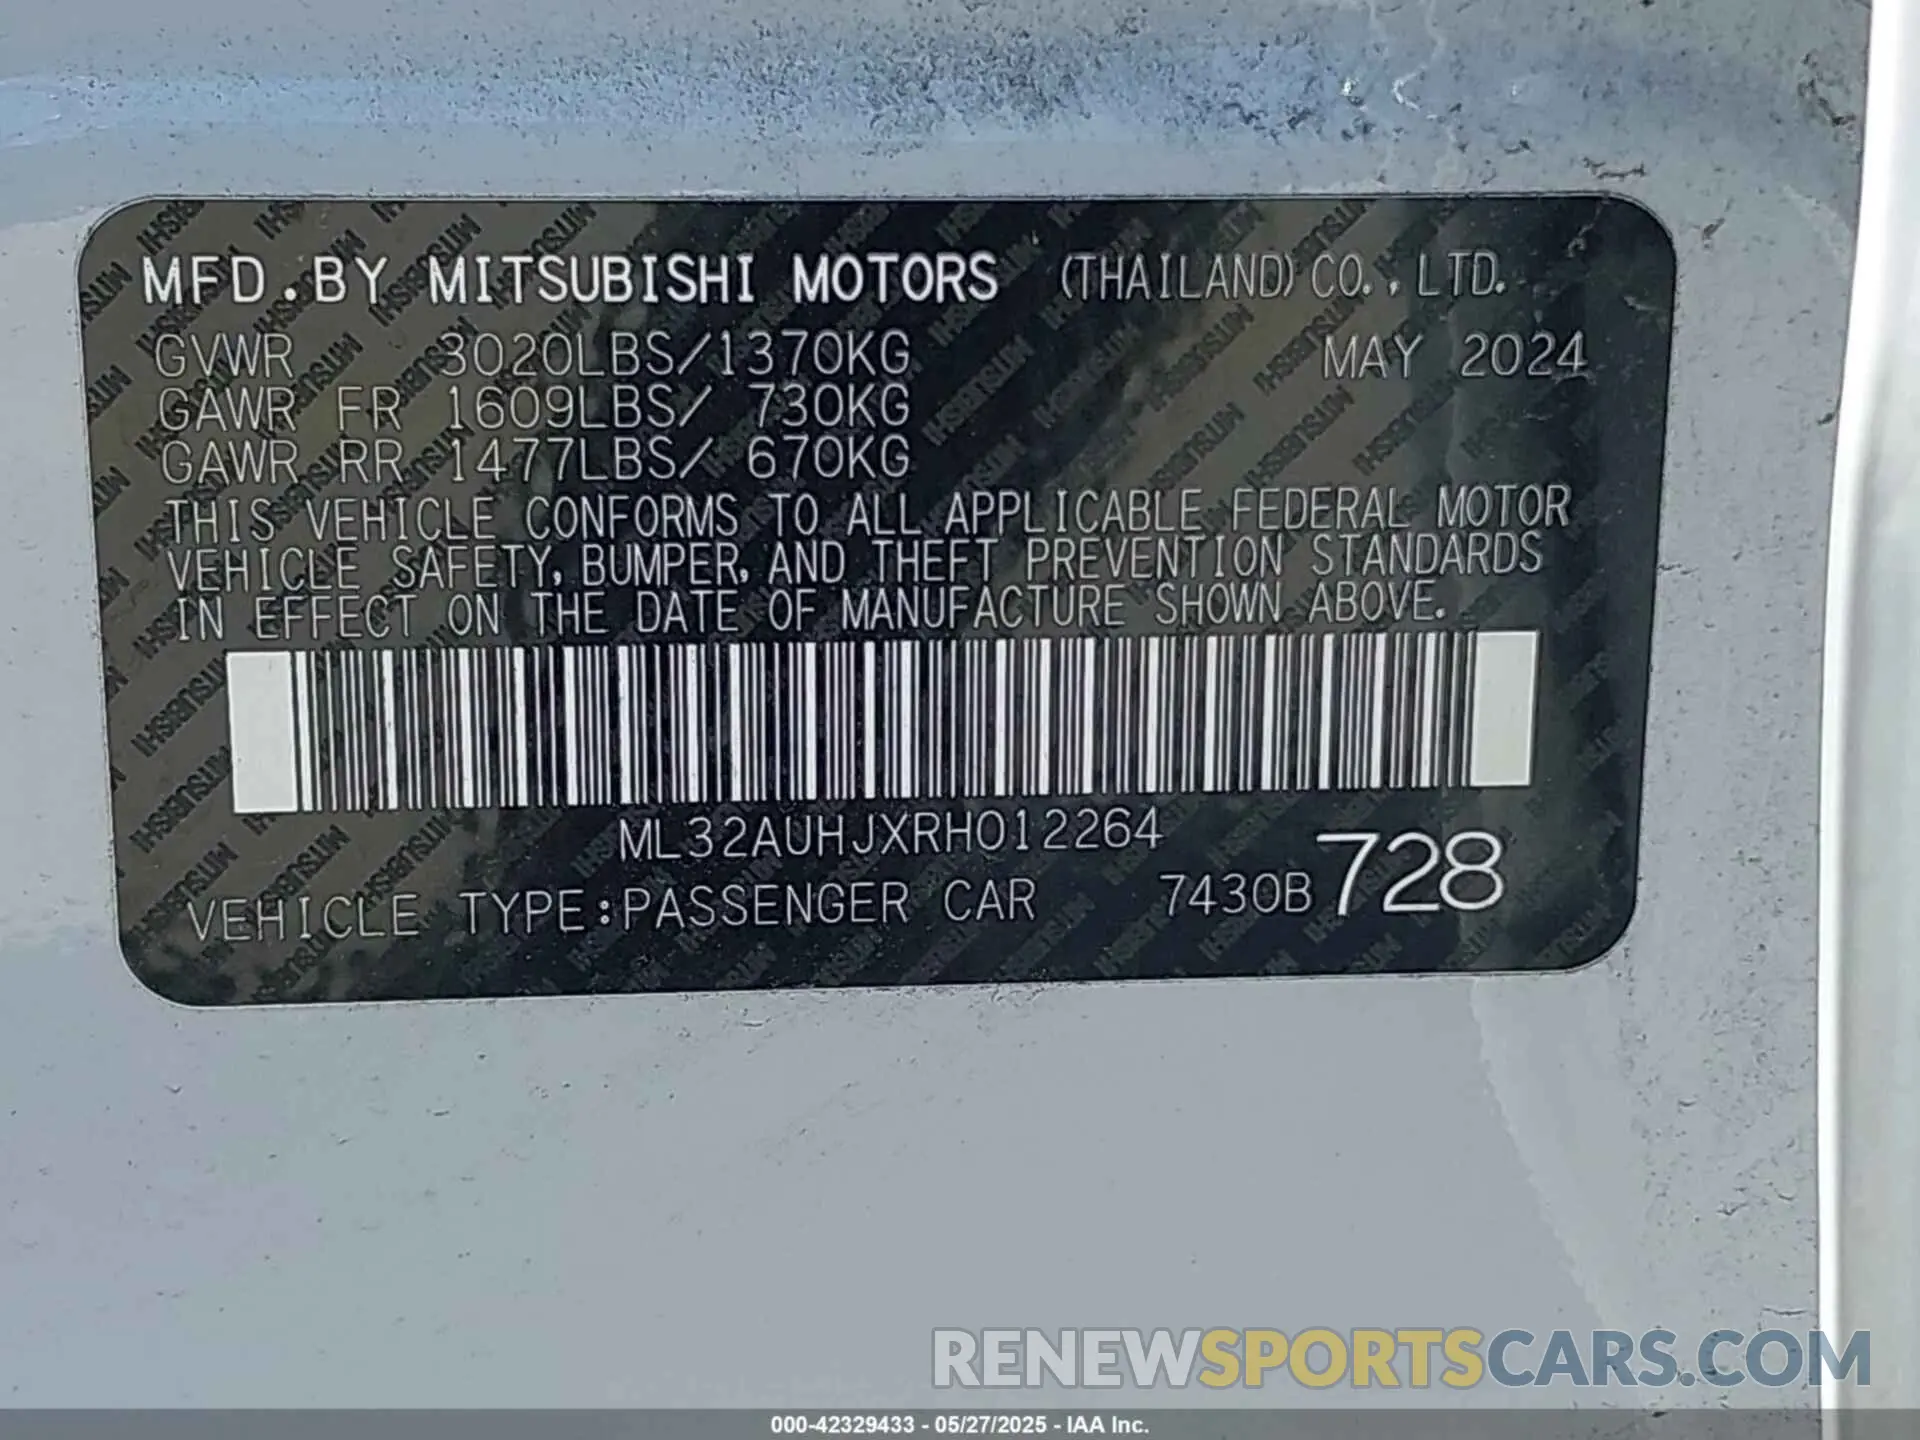 MFD.BY MITSUBISHI MOTORS (THAILAND)CO.,LTD.
GVWR 3020LBS/1370KG MAY 2024
GAWR FR 1609LBS/ 730KG
GAWR RR 1477LBS/ 670KG
THIS VEHICLE CONFORMS TO ALL APPLICABLE FEDERAL MOTOR
VEHICLE SAFETY, BUMPER, AND THEFT PREVENTION STANDARDS
IN EFFECT ON THE DATE OF MANUFACTURE SHOWN ABOVE.
ML32AUHJXRH012264
VEHICLE TYPE:PASSENGER CAR 7430B 728
RENEWSPORTSCARS.COM
000-42329433 - 05/27/2025 - IAA Inc.